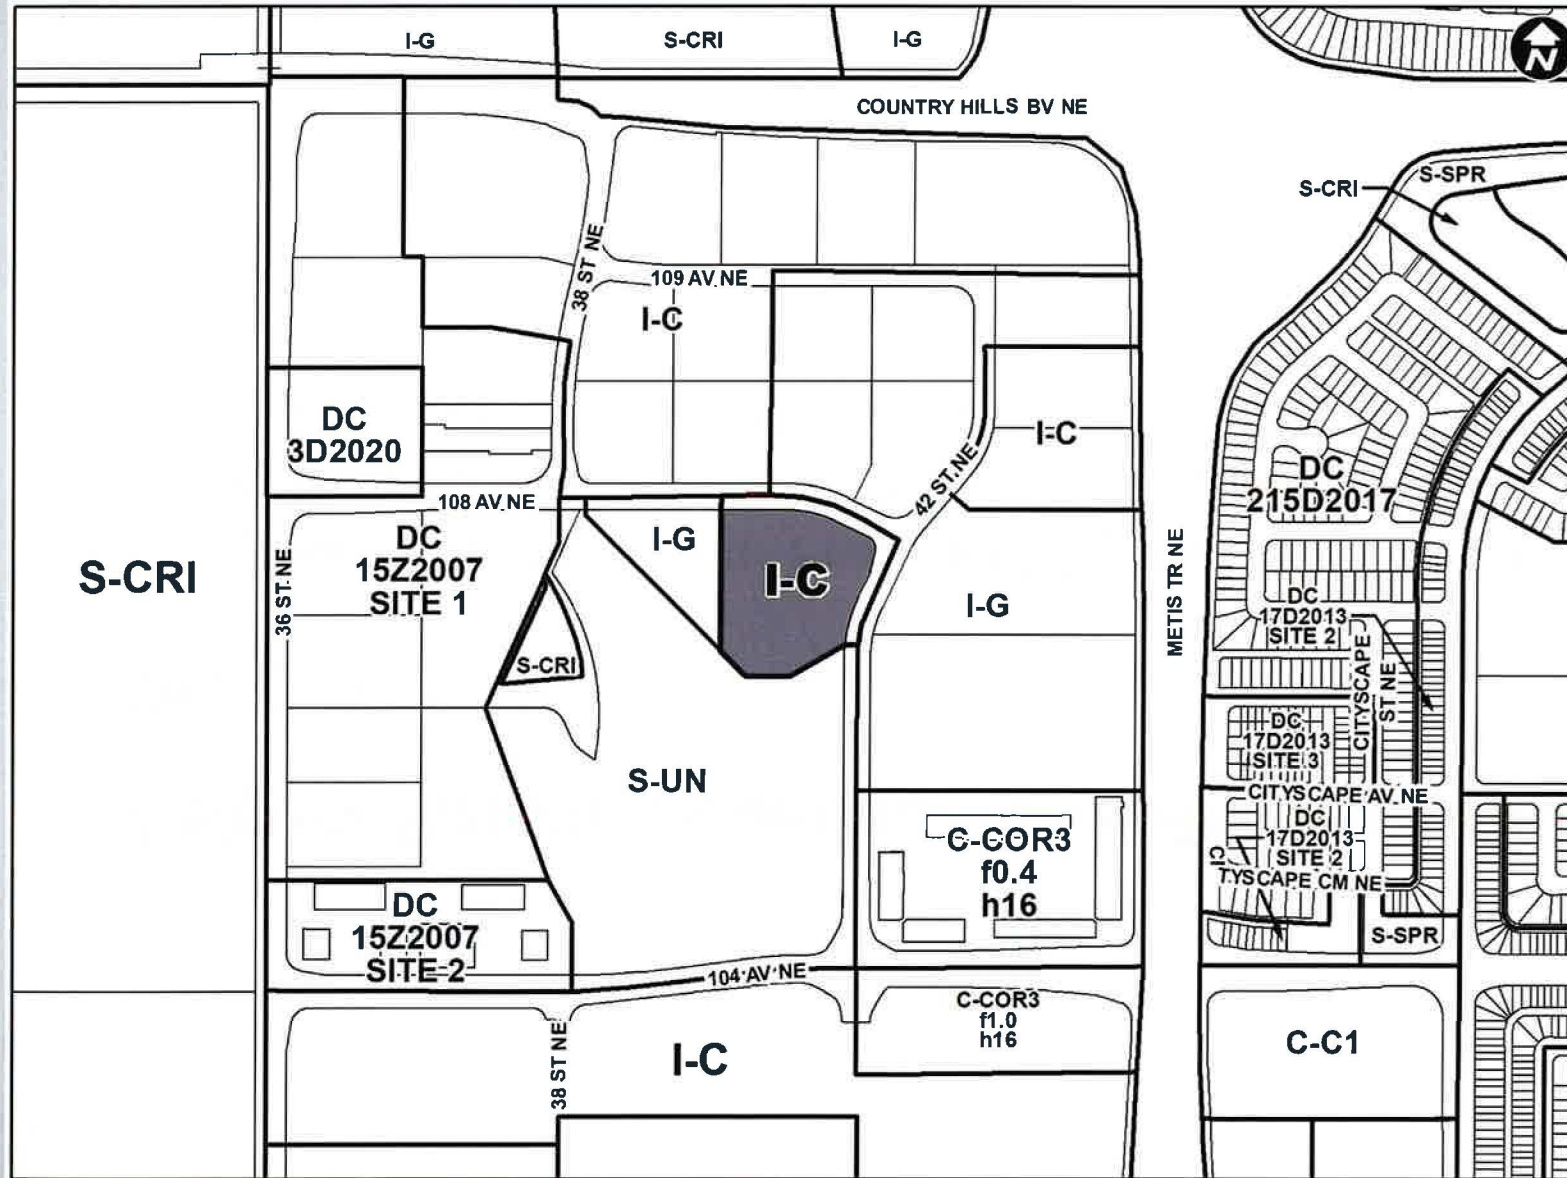 I-G
S-CRI
I-G
N
COUNTRY HILLS BV NE
S-CRI
S-SPR
38 ST NE
109 AV NE
I-C
DC
3D2020
I-C
42 ST NE
DC
215D2017
108 AV NE
DC
15Z2007
SITE 1
I-G
I-C
I-G
S-CRI
36 ST NE
METIS TR NE
DC
17D2013
SITE 2
CITYSCAPE
ST NE
S-CRI
DC
17D2013
SITE 3
S-UN
CITYSCAPE AV NE
DC
17D2013
SITE 2
CITYSCAPE CM NE
C-COR3
f0.4
h16
DC
15Z2007
SITE 2
S-SPR
104 AV NE
C-COR3
f1.0
h16
38 ST NE
I-C
C-C1